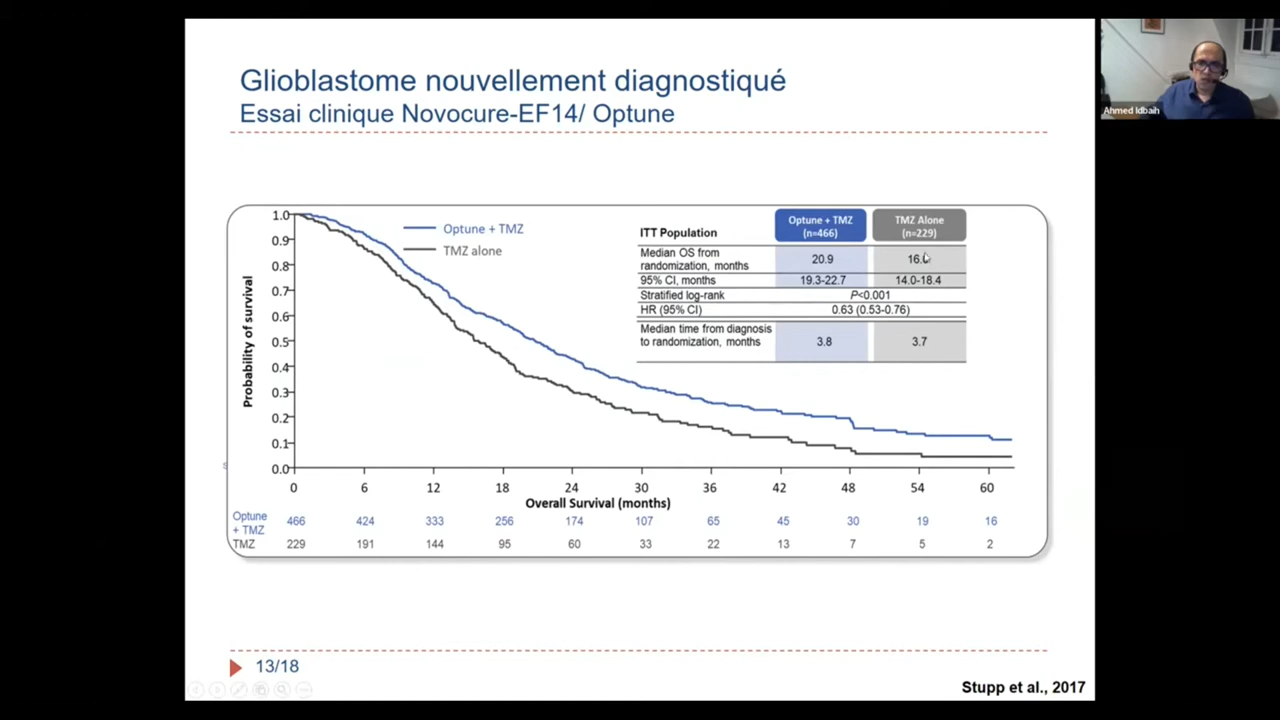 Glioblastome nouvellement diagnostiqué
Essai clinique Novocure-EF14/ Optune
Ahmed Idbaih
Optune + TMZ
TMZ alone
Probability of survival
1.0
0.9
0.8
0.7
0.6
0.5
0.4
0.3
0.2
0.1
0.0
ITT Population
Optune + TMZ
(n=466)
TMZ Alone
(n=229)
Median OS from
randomization, months
20.9
95% CI, months
19.3-22.7
14.0-18.4
Stratified log-rank
P<0.001
HR (95% CI)
0.63 (0.53-0.76)
Median time from diagnosis
to randomization, months
3.8
3.7
0 6 12 18 24 30 36 42 48 54 60
Overall Survival (months)
Optune
+ TMZ
466 424 333 256 174 107 65 45 30 19 16
TMZ
229 191 144 95 60 33 22 13 7 5 2
13/18
Stupp et al., 2017